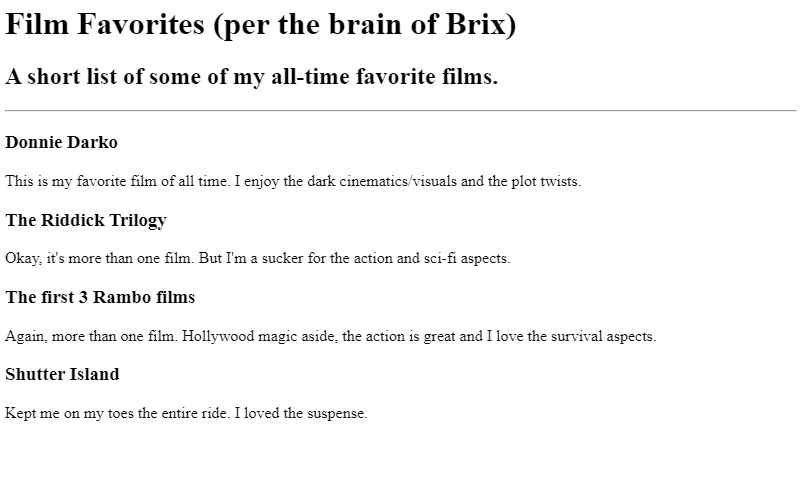 Film Favorites (per the brain of Brix)
A short list of some of my all-time favorite films.
Donnie Darko
This is my favorite film of all time. I enjoy the dark cinematics/visuals and the plot twists.
The Riddick Trilogy
Okay, it's more than one film. But I'm a sucker for the action and sci-fi aspects.
The first 3 Rambo films
Again, more than one film. Hollywood magic aside, the action is great and I love the survival aspects.
Shutter Island
Kept me on my toes the entire ride. I loved the suspense.